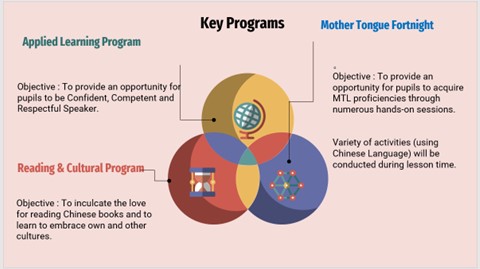 Key Programs
Applied Learning Program
Objective : To provide an opportunity for
pupils to be Confident, Competent and
Respectful Speaker.
Reading & Cultural Program
Objective : To inculcate the love
for reading Chinese books and to
learn to embrace own and other
cultures.
Mother Tongue Fortnight
Objective : To provide an
opportunity for pupils to acquire
MTL proficiencies through
numerous hands-on sessions.
Variety of activities (using
Chinese Language) will be
conducted during lesson time.